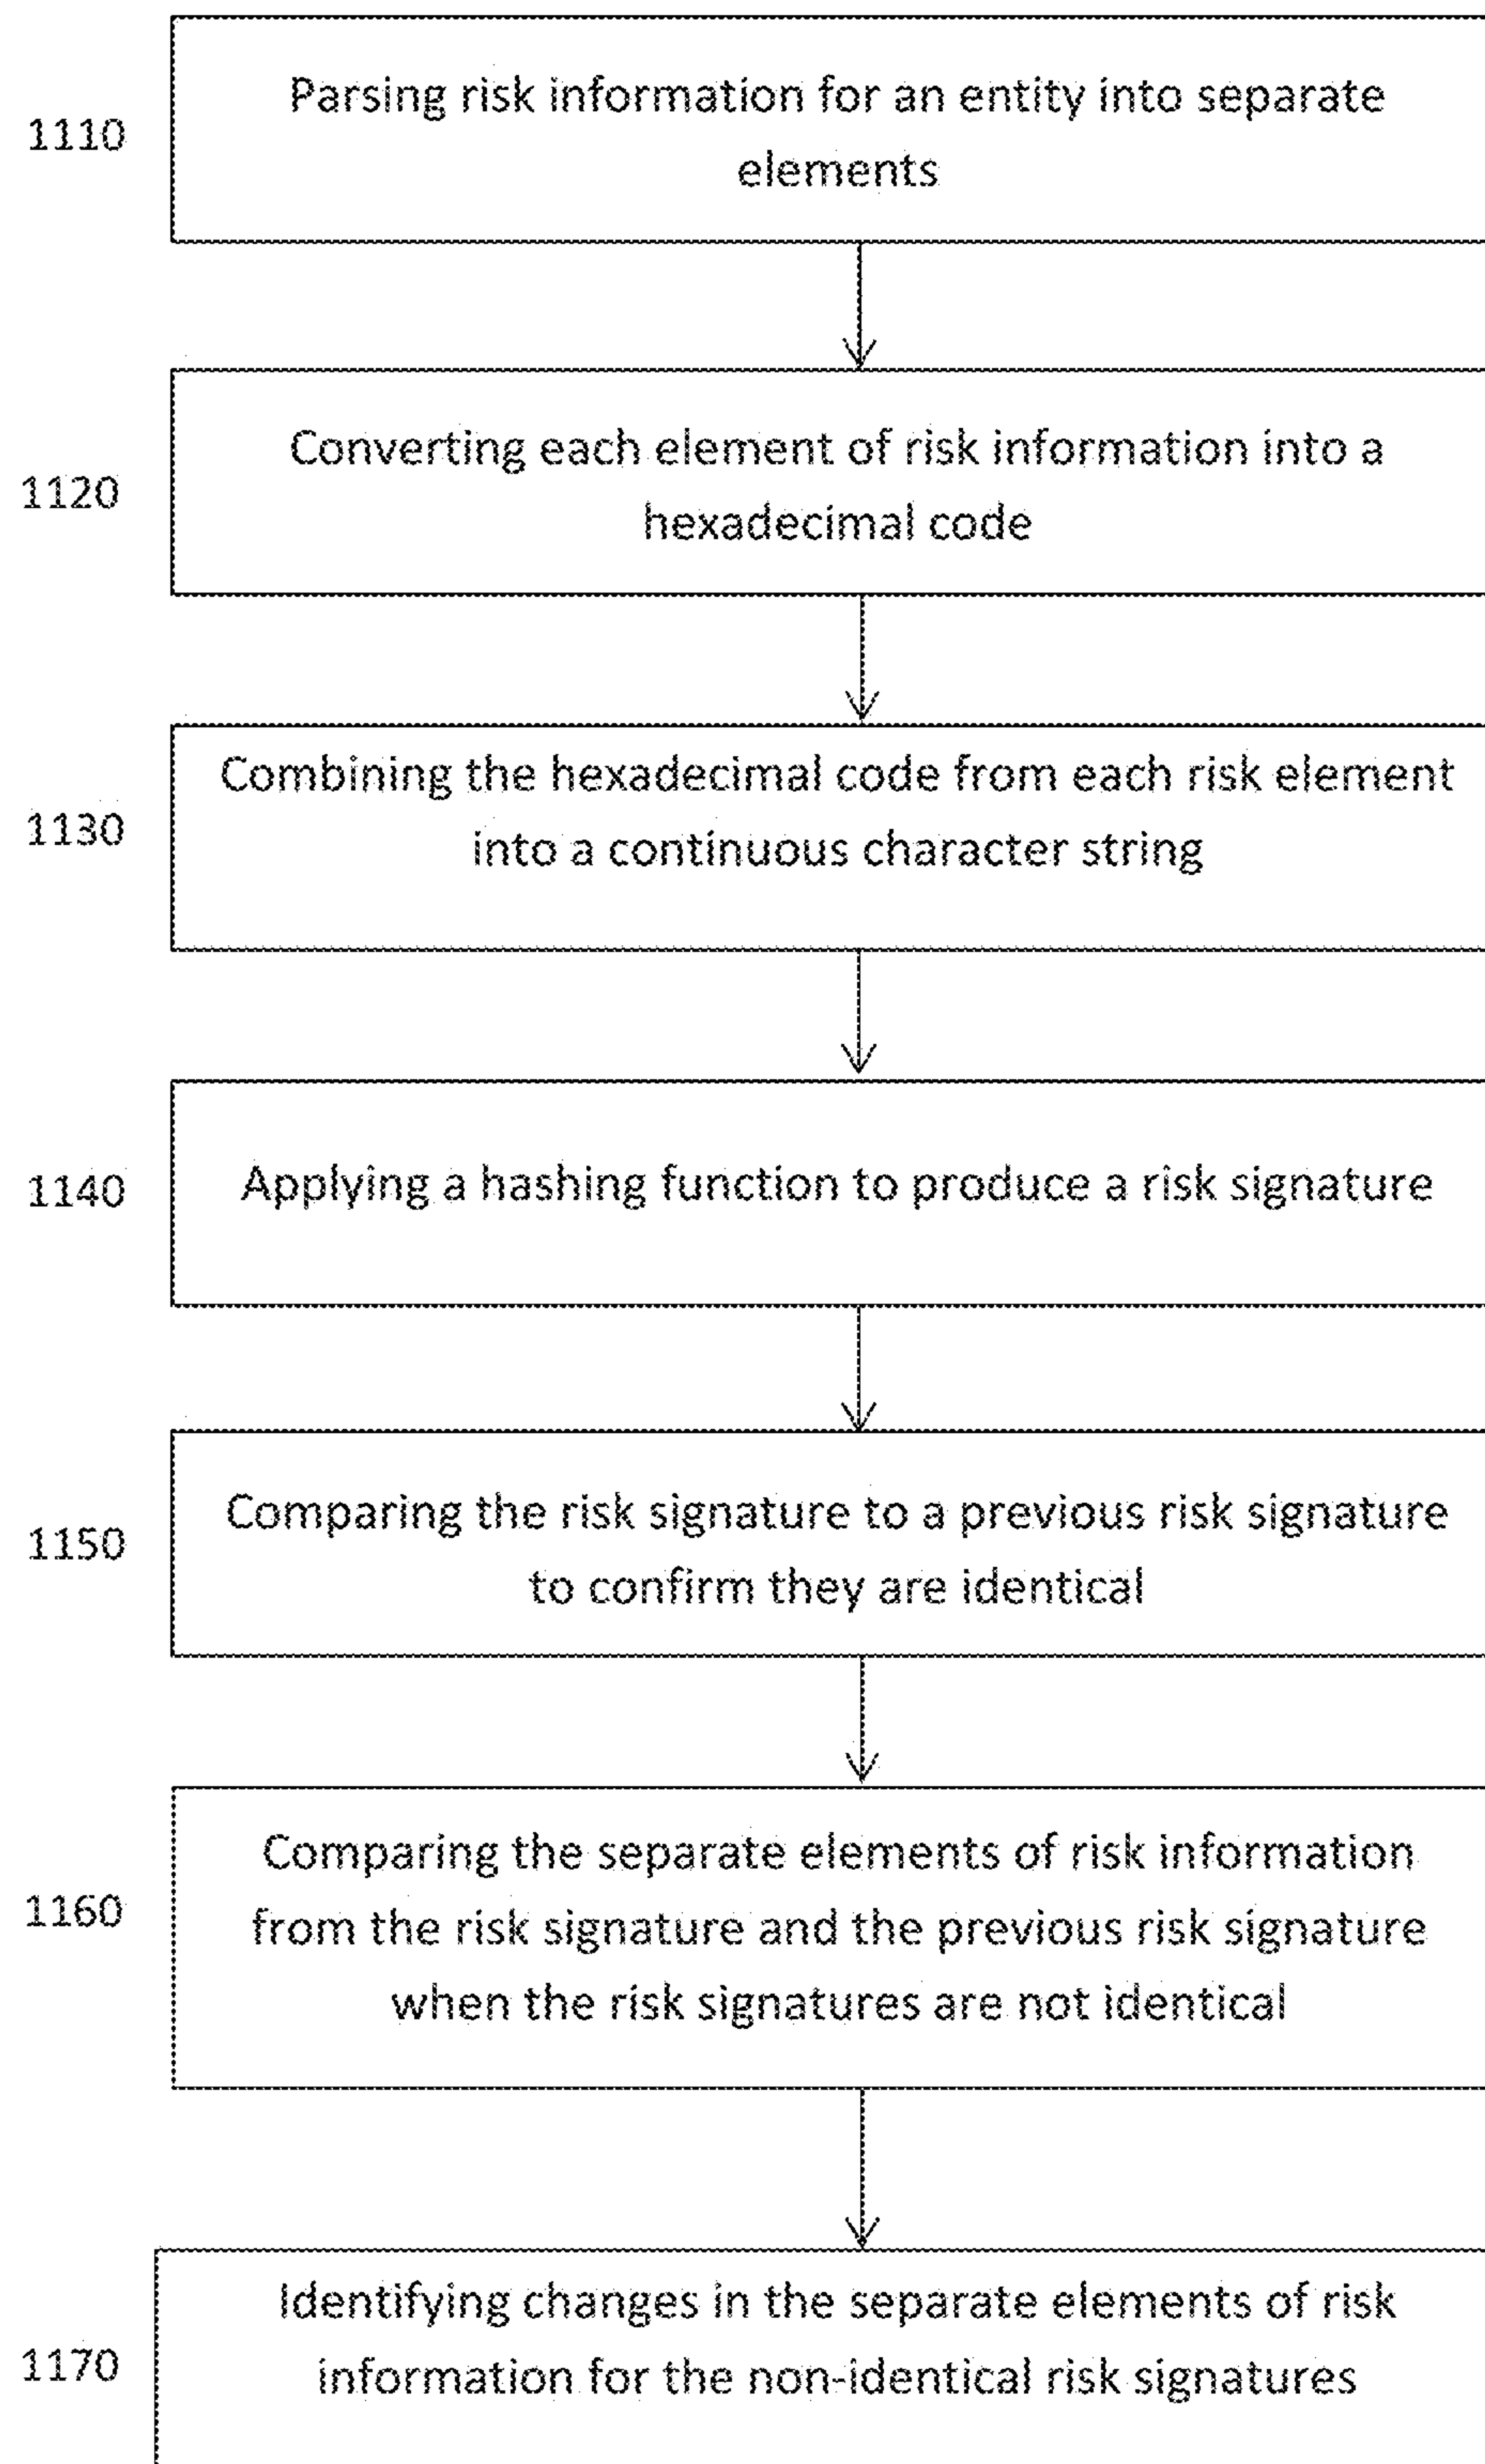 1110
Parsing risk information for an entity into separate
elements
1120
Converting each element of risk information into a
hexadecimal code
1130
Combining the hexadecimal code from each risk element
into a continuous character string
1140
Applying a hashing function to produce a risk signature
1150
Comparing the risk signature to a previous risk signature
to confirm they are identical
1160
Comparing the separate elements of risk information
from the risk signature and the previous risk signature
when the risk signatures are not identical
1170
Identifying changes in the separate elements of risk
information for the non-identical risk signatures